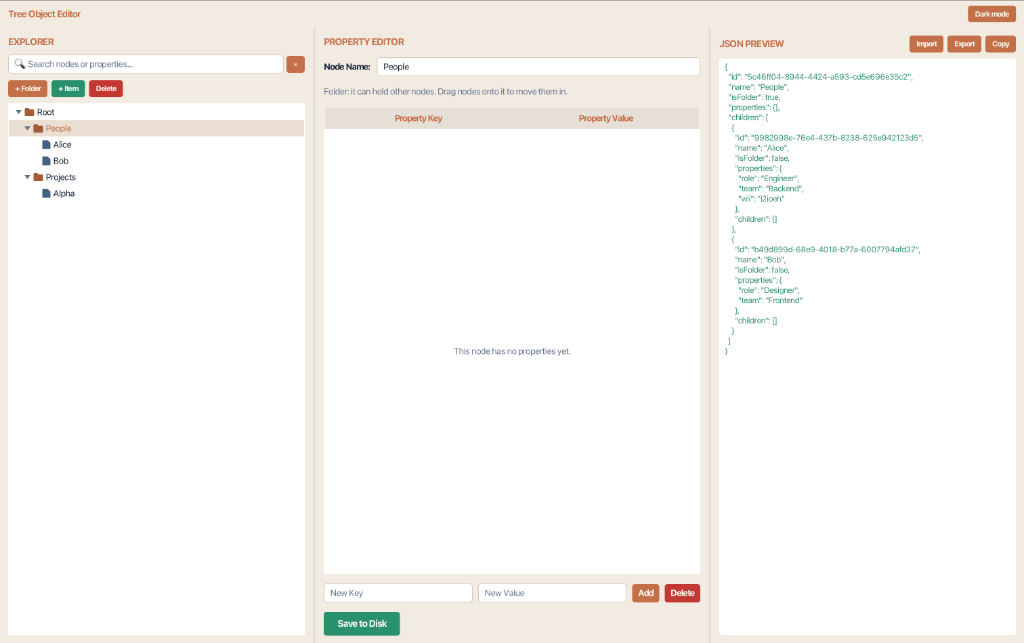 Tree Object Editor
Dark mode
EXPLORER
Search nodes or properties...
×
+ Folder
+ Item
Delete
Root
People
Alice
Bob
Projects
Alpha
PROPERTY EDITOR
Node Name:
People
Folder: it can hold other nodes. Drag nodes onto it to move them in.
Property Key
Property Value
This node has no properties yet.
New Key
New Value
Add
Delete
Save to Disk
JSON PREVIEW
Import
Export
Copy
{
"id": "5c46ff04-8944-4424-a593-cd5e696e35c2",
"name": "People",
"isFolder": true,
"properties": {},
"children": [
{
"id": "9982998e-76e4-437b-8238-625e942123d5",
"name": "Alice",
"isFolder": false,
"properties": {
"role": "Engineer",
"team": "Backend",
"wii": "i2ioeh"
},
"children": []
},
{
"id": "b49d899d-68e9-4018-b77a-6007794afd37",
"name": "Bob",
"isFolder": false,
"properties": {
"role": "Designer",
"team": "Frontend"
},
"children": []
}
]
}